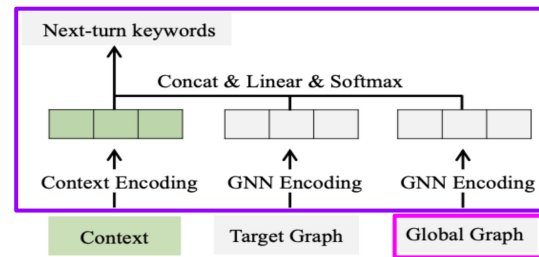 Next-turn keywords
Concat & Linear & Softmax
Context Encoding GNN Encoding GNN Encoding
Context Target Graph Global Graph